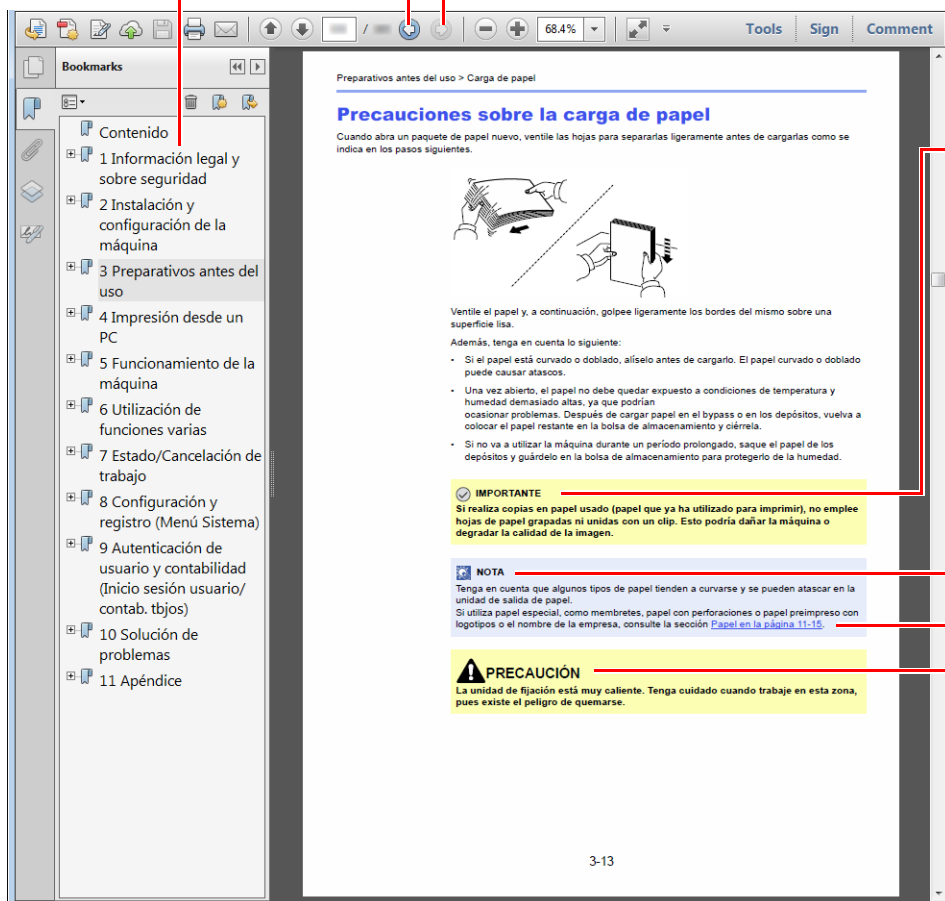 /
68.4%
Tools
Sign
Comment
Bookmarks
Contenido
1 Información legal y
sobre seguridad
2 Instalación y
configuración de la
máquina
3 Preparativos antes del
uso
4 Impresión desde un
PC
5 Funcionamiento de la
máquina
6 Utilización de
funciones varias
7 Estado/Cancelación de
trabajo
8 Configuración y
registro (Menú Sistema)
9 Autenticación de
usuario y contabilidad
(Inicio sesión usuario/
contab. tbjos)
10 Solución de
problemas
11 Apéndice
Preparativos antes del uso > Carga de papel
Precauciones sobre la carga de papel
Cuando abra un paquete de papel nuevo, ventile las hojas para separarlas ligeramente antes de cargarlas como se
indica en los pasos siguientes.
Ventile el papel y, a continuación, golpee ligeramente los bordes del mismo sobre una
superficie lisa.
Además, tenga en cuenta lo siguiente:
• Si el papel está curvado o doblado, alíselo antes de cargarlo. El papel curvado o doblado
puede causar atascos.
• Una vez abierto, el papel no debe quedar expuesto a condiciones de temperatura y
humedad demasiado altas, ya que podrían
ocasionar problemas. Después de cargar papel en el bypass o en los depósitos, vuelva a
colocar el papel restante en la bolsa de almacenamiento y ciérrela.
• Si no va a utilizar la máquina durante un período prolongado, saque el papel de los
depósitos y guárdelo en la bolsa de almacenamiento para protegerlo de la humedad.
IMPORTANTE
Si realiza copias en papel usado (papel que ya ha utilizado para imprimir), no emplee
hojas de papel grapadas ni unidas con un clip. Esto podría dañar la máquina o
degradar la calidad de la imagen.
NOTA
Tenga en cuenta que algunos tipos de papel tienden a curvarse y se pueden atascar en la
unidad de salida de papel.
Si utiliza papel especial, como membretes, papel con perforaciones o papel preimpreso con
logotipos o el nombre de la empresa, consulte la sección Papel en la página 11-15.
PRECAUCIÓN
La unidad de fijación está muy caliente. Tenga cuidado cuando trabaje en esta zona,
pues existe el peligro de quemarse.
3-13